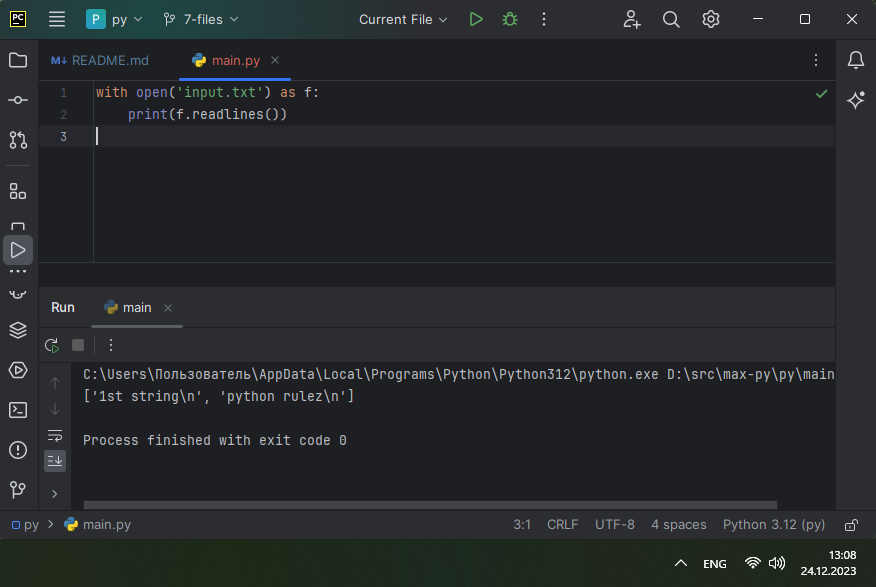 PC
P py 7-files Current File
M↓ README.md main.py
1 with open('input.txt') as f:
2 print(f.readlines())
3
Run main
C:\Users\Пользователь\AppData\Local\Programs\Python\Python312\python.exe D:\src\max-py\py\main
['1st string\n', 'python rulez\n']
Process finished with exit code 0
py main.py 3:1 CRLF UTF-8 4 spaces Python 3.12 (py)
ENG 13:08
24.12.2023